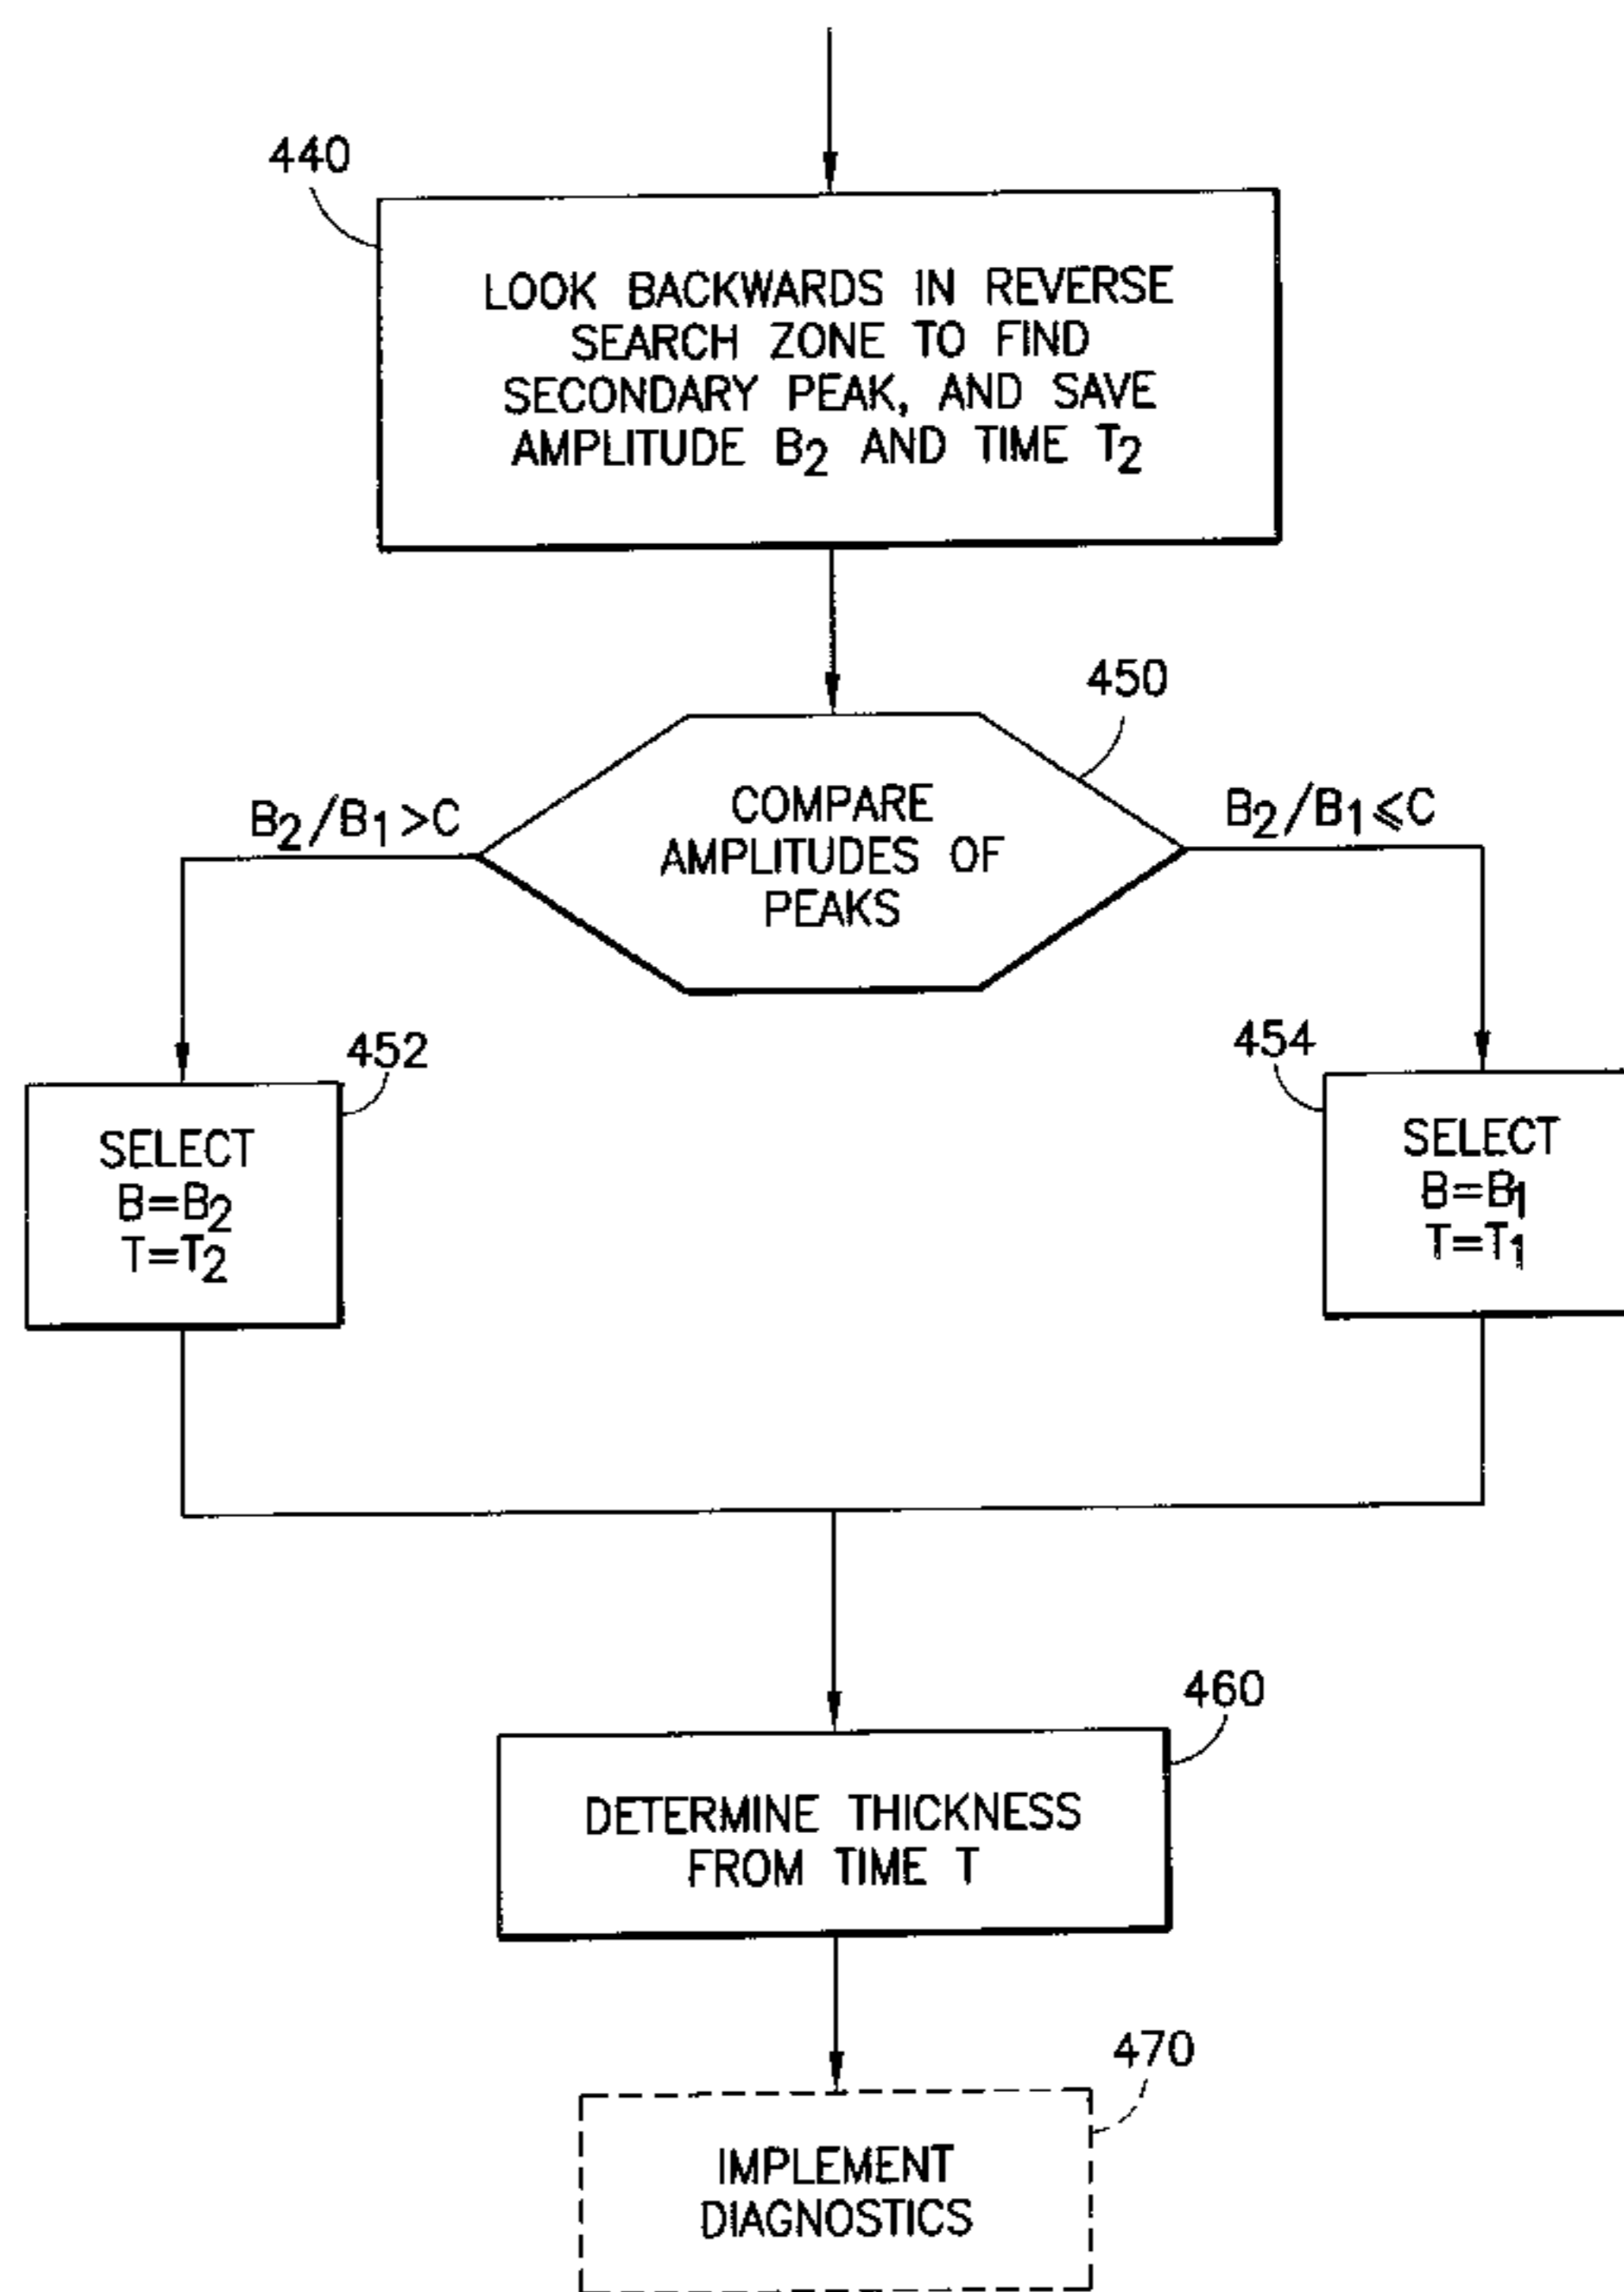 440
LOOK BACKWARDS IN REVERSE
SEARCH ZONE TO FIND
SECONDARY PEAK, AND SAVE
AMPLITUDE B2 AND TIME T2
450
B2/B1>C
COMPARE
AMPLITUDES OF
PEAKS
B2/B1⩽C
452
SELECT
B=B2
T=T2
454
SELECT
B=B1
T=T1
460
DETERMINE THICKNESS
FROM TIME T
470
IMPLEMENT
DIAGNOSTICS